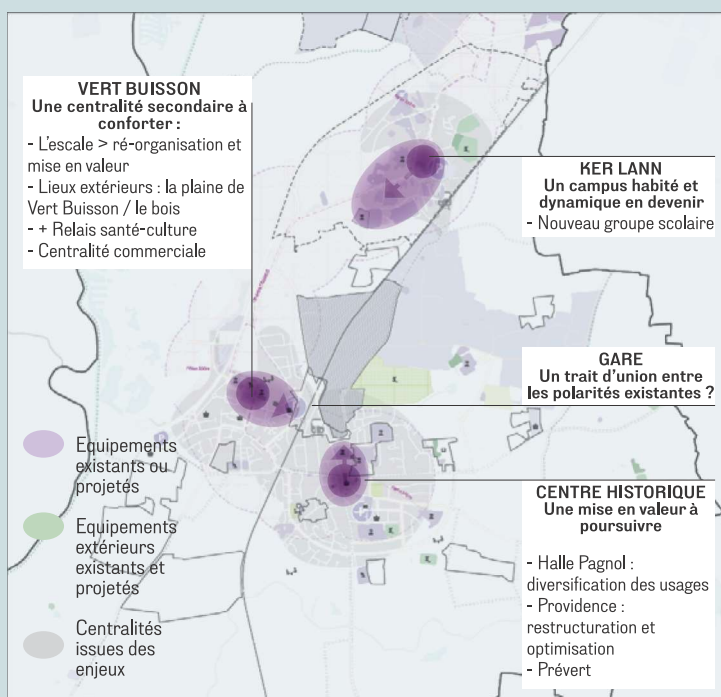 VERT BUISSON
Une centralité secondaire à
conforter :
- L'escale > ré-organisation et
mise en valeur
- Lieux extérieurs : la plaine de
Vert Buisson / le bois
- + Relais santé-culture
- Centralité commerciale
KER LANN
Un campus habité et
dynamique en devenir
- Nouveau groupe scolaire
GARE
Un trait d'union entre
les polarités existantes ?
CENTRE HISTORIQUE
Une mise en valeur à
poursuivre
- Halle Pagnol :
diversification des usages
- Providence :
restructuration et
optimisation
- Prévert
Equipements
existants ou
projetés
Equipements
extérieurs
existants et
projetés
Centralités
issues des
enjeux